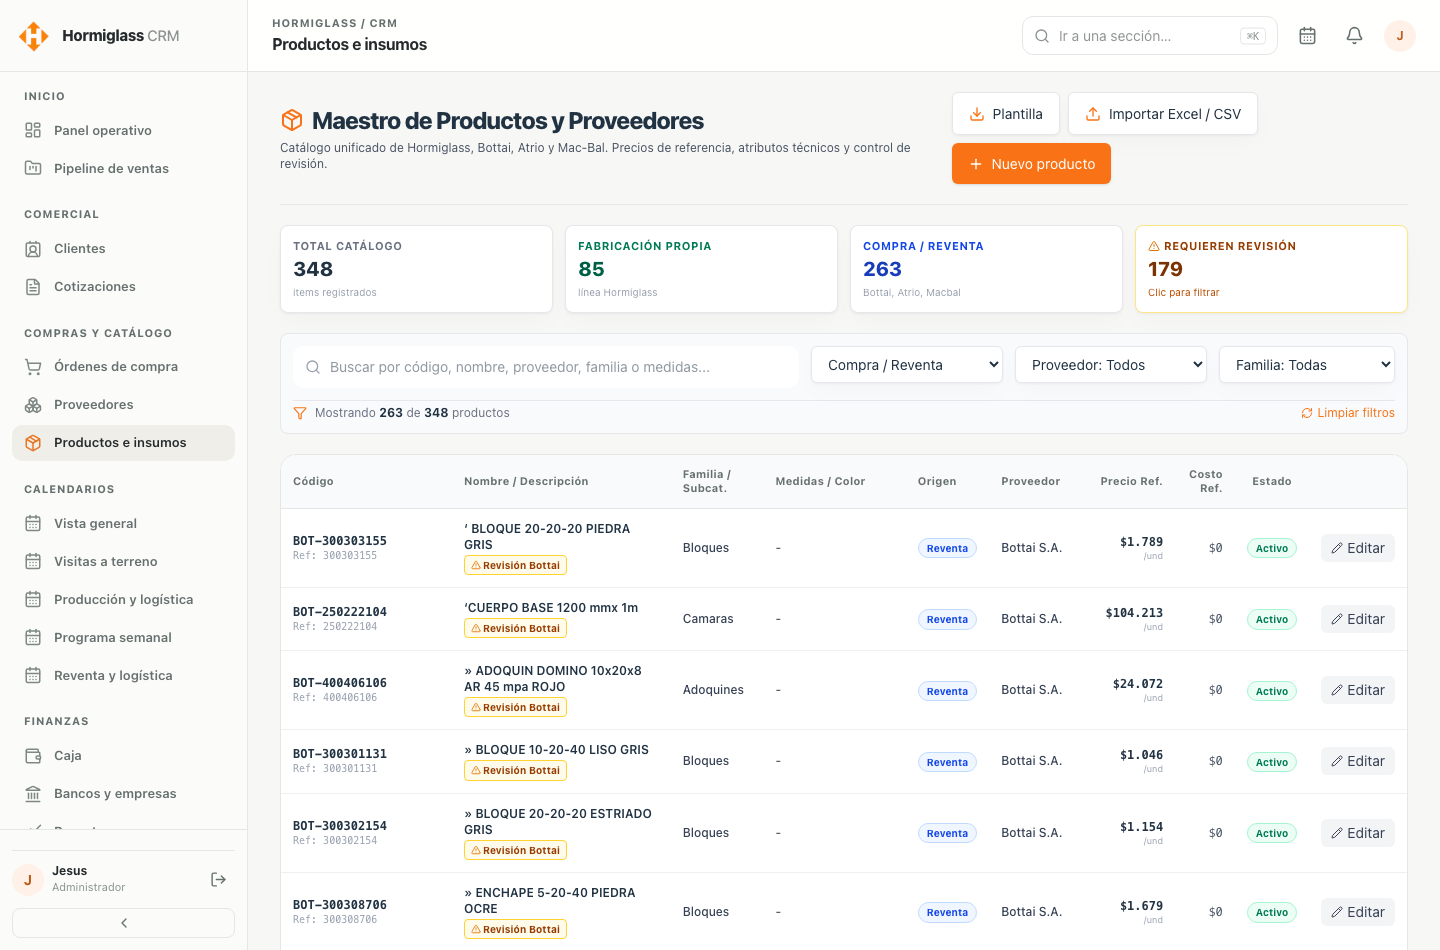 Hormiglass CRM
INICIO
Panel operativo
Pipeline de ventas
COMERCIAL
Clientes
Cotizaciones
COMPRAS Y CATÁLOGO
Órdenes de compra
Proveedores
Productos e insumos
CALENDARIOS
Vista general
Visitas a terreno
Producción y logística
Programa semanal
Reventa y logística
FINANZAS
Caja
Bancos y empresas
J
Jesus
Administrador
HORMIGLASS / CRM
Productos e insumos
Ir a una sección...
⌘K
J
Maestro de Productos y Proveedores
Catálogo unificado de Hormiglass, Bottai, Atrio y Mac-Bal. Precios de referencia, atributos técnicos y control de
revisión.
Plantilla
Importar Excel / CSV
Nuevo producto
TOTAL CATÁLOGO
348
ítems registrados
FABRICACIÓN PROPIA
85
línea Hormiglass
COMPRA / REVENTA
263
Bottai, Atrio, Macbal
REQUIEREN REVISIÓN
179
Clic para filtrar
Buscar por código, nombre, proveedor, familia o medidas...
Compra / Reventa
Proveedor: Todos
Familia: Todas
Mostrando 263 de 348 productos
Limpiar filtros
Código
Nombre / Descripción
Familia /
Subcat.
Medidas / Color
Origen
Proveedor
Precio Ref.
Costo
Ref.
Estado
BOT-300303155
Ref: 300303155
‘ BLOQUE 20-20-20 PIEDRA
GRIS
Revisión Bottai
Bloques
-
Reventa
Bottai S.A.
$1.789
/und
$0
Activo
Editar
BOT-250222104
Ref: 250222104
‘CUERPO BASE 1200 mmx 1m
Revisión Bottai
Camaras
-
Reventa
Bottai S.A.
$104.213
/und
$0
Activo
Editar
BOT-400406106
Ref: 400406106
» ADOQUIN DOMINO 10x20x8
AR 45 mpa ROJO
Revisión Bottai
Adoquines
-
Reventa
Bottai S.A.
$24.072
/und
$0
Activo
Editar
BOT-300301131
Ref: 300301131
» BLOQUE 10-20-40 LISO GRIS
Revisión Bottai
Bloques
-
Reventa
Bottai S.A.
$1.046
/und
$0
Activo
Editar
BOT-300302154
Ref: 300302154
» BLOQUE 20-20-20 ESTRIADO
GRIS
Revisión Bottai
Bloques
-
Reventa
Bottai S.A.
$1.154
/und
$0
Activo
Editar
BOT-300308706
Ref: 300308706
» ENCHAPE 5-20-40 PIEDRA
OCRE
Revisión Bottai
Bloques
-
Reventa
Bottai S.A.
$1.679
/und
$0
Activo
Editar